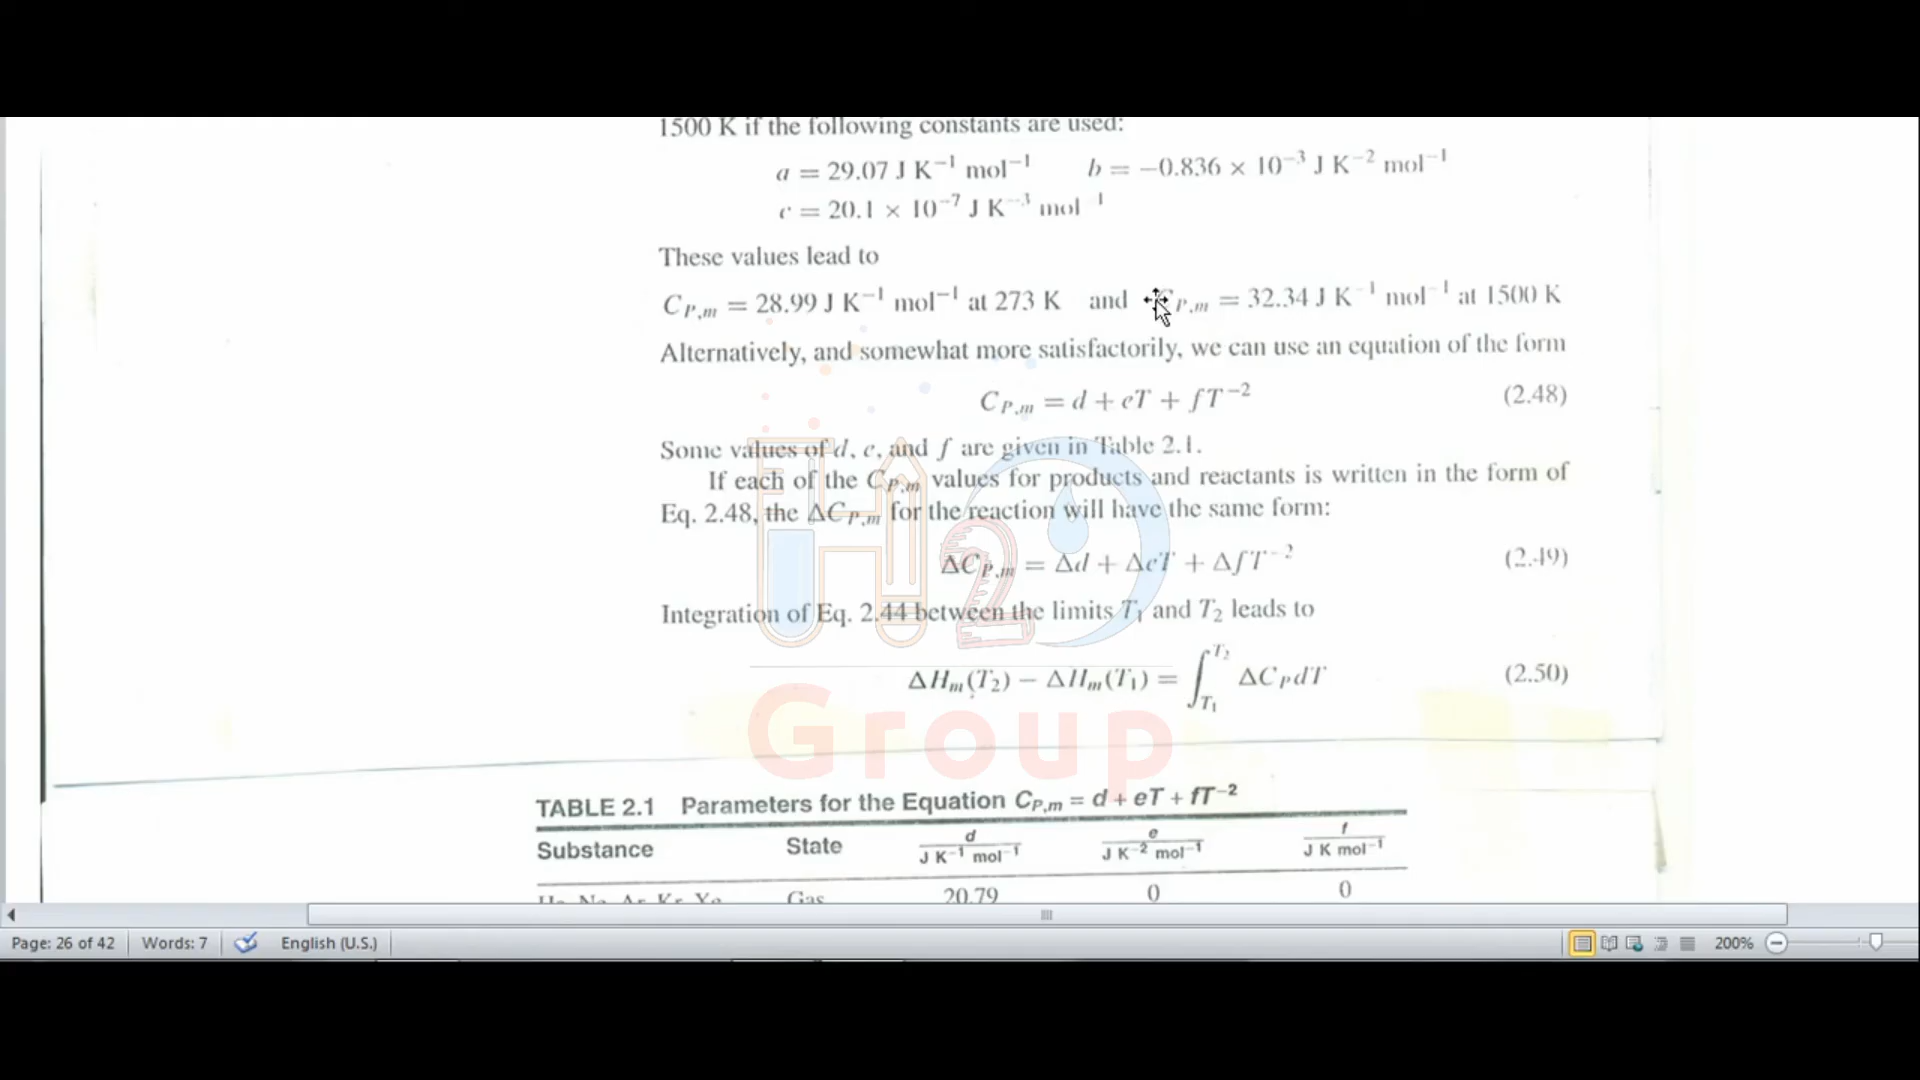 1500 K if the following constants are used:
a = 29.07 J K⁻¹ mol⁻¹ b = −0.836 × 10⁻³ J K⁻² mol⁻¹
c = 20.1 × 10⁻⁷ J K⁻³ mol⁻¹
These values lead to
C_P,m = 28.99 J K⁻¹ mol⁻¹ at 273 K and C_P,m = 32.34 J K⁻¹ mol⁻¹ at 1500 K
Alternatively, and somewhat more satisfactorily, we can use an equation of the form
C_P,m = d + eT + fT⁻² (2.48)
Some values of d, e, and f are given in Table 2.1.
If each of the C_P,m values for products and reactants is written in the form of
Eq. 2.48, the ΔC_P,m for the reaction will have the same form:
ΔC_P,m = Δd + ΔeT + ΔfT⁻² (2.49)
Integration of Eq. 2.44 between the limits T₁ and T₂ leads to
ΔH_m(T₂) − ΔH_m(T₁) = ∫_T₁^T₂ ΔC_P dT (2.50)
H2O
Group
TABLE 2.1 Parameters for the Equation C_P,m = d + eT + fT⁻²
Substance State d / J K⁻¹ mol⁻¹ e / J K⁻² mol⁻¹ f / J K mol⁻¹
Gas 20.79 0 0
Page: 26 of 42 Words: 7 English (U.S.) 200%